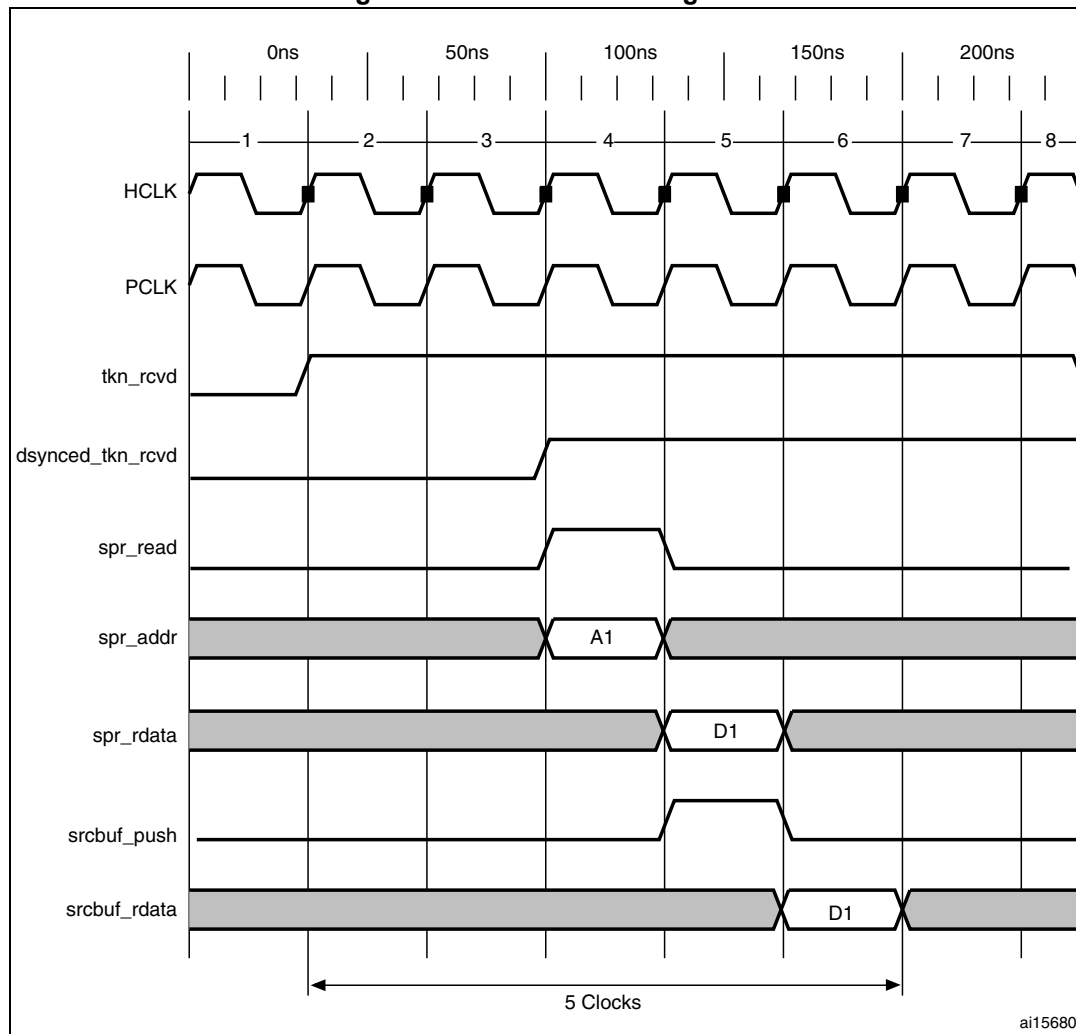 0ns 50ns 100ns 150ns 200ns
1 2 3 4 5 6 7 8
HCLK
PCLK
tkn_rcvd
dsynced_tkn_rcvd
spr_read
spr_addr A1
spr_rdata D1
srcbuf_push
srcbuf_rdata D1
5 Clocks
ai15680